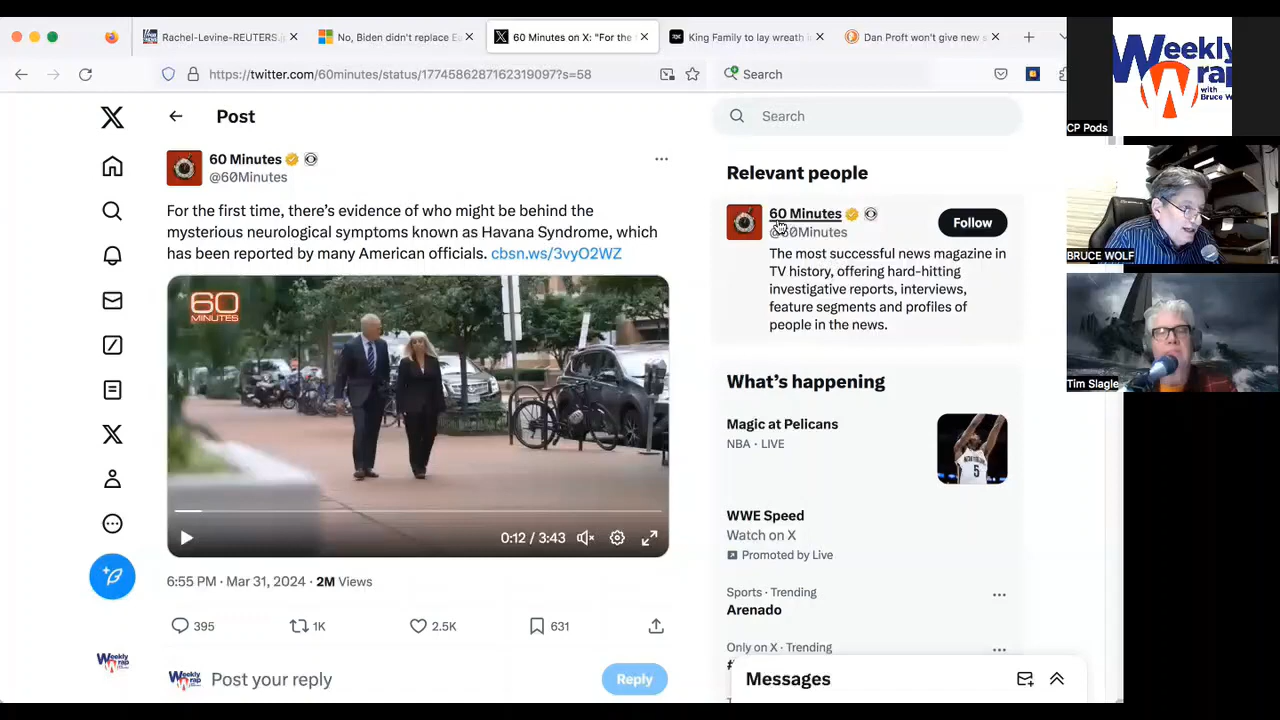 Rachel-Levine-REUTERS.j
No, Biden didn't replace Ea
60 Minutes on X: "For the
King Family to lay wreath
Dan Proft won't give new s
https://twitter.com/60minutes/status/1774586287162319097?s=58
Search
Post
Search
60 Minutes
@60Minutes
For the first time, there's evidence of who might be behind the
mysterious neurological symptoms known as Havana Syndrome, which
has been reported by many American officials. cbsn.ws/3vyO2WZ
60
MINUTES
0:12 / 3:43
6:55 PM · Mar 31, 2024 · 2M Views
395
1K
2.5K
631
Weekly
Post your reply
Reply
Relevant people
60 Minutes
@60Minutes
Follow
The most successful news magazine in
TV history, offering hard-hitting
investigative reports, interviews,
feature segments and profiles of
people in the news.
What's happening
Magic at Pelicans
NBA · LIVE
5
WWE Speed
Watch on X
Promoted by Live
Sports · Trending
Arenado
Only on X · Trending
Messages
Weekly
rap
with
Bruce W
CP Pods
BRUCE WOLF
Tim Slagle